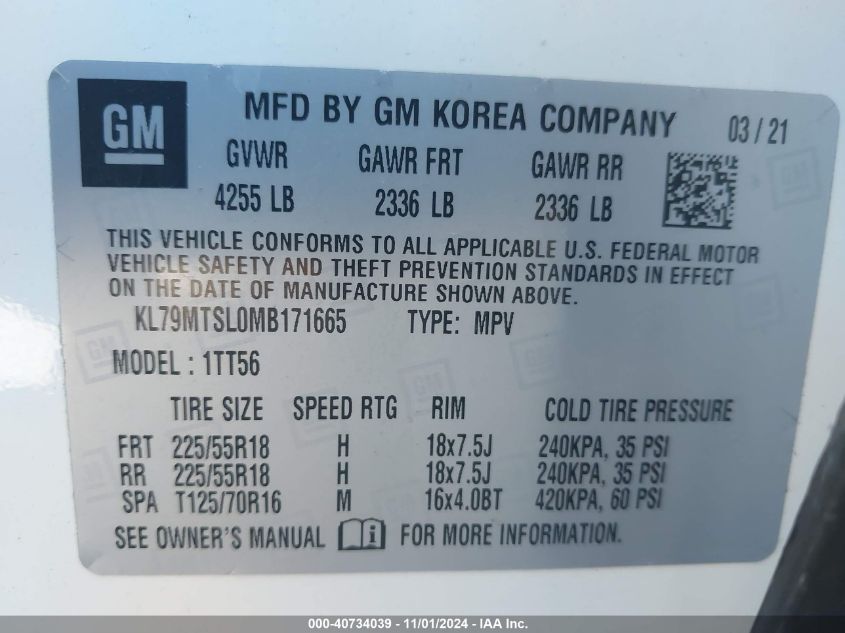 GM
MFD BY GM KOREA COMPANY 03 / 21
GVWR GAWR FRT GAWR RR
4255 LB 2336 LB 2336 LB
THIS VEHICLE CONFORMS TO ALL APPLICABLE U.S. FEDERAL MOTOR
VEHICLE SAFETY AND THEFT PREVENTION STANDARDS IN EFFECT
ON THE DATE OF MANUFACTURE SHOWN ABOVE.
KL79MTSL0MB171665 TYPE: MPV
MODEL : 1TT56
TIRE SIZE SPEED RTG RIM COLD TIRE PRESSURE
FRT 225/55R18 H 18x7.5J 240KPA, 35 PSI
RR 225/55R18 H 18x7.5J 240KPA, 35 PSI
SPA T125/70R16 M 16x4.0BT 420KPA, 60 PSI
SEE OWNER'S MANUAL i FOR MORE INFORMATION.
000-40734039 - 11/01/2024 - IAA Inc.